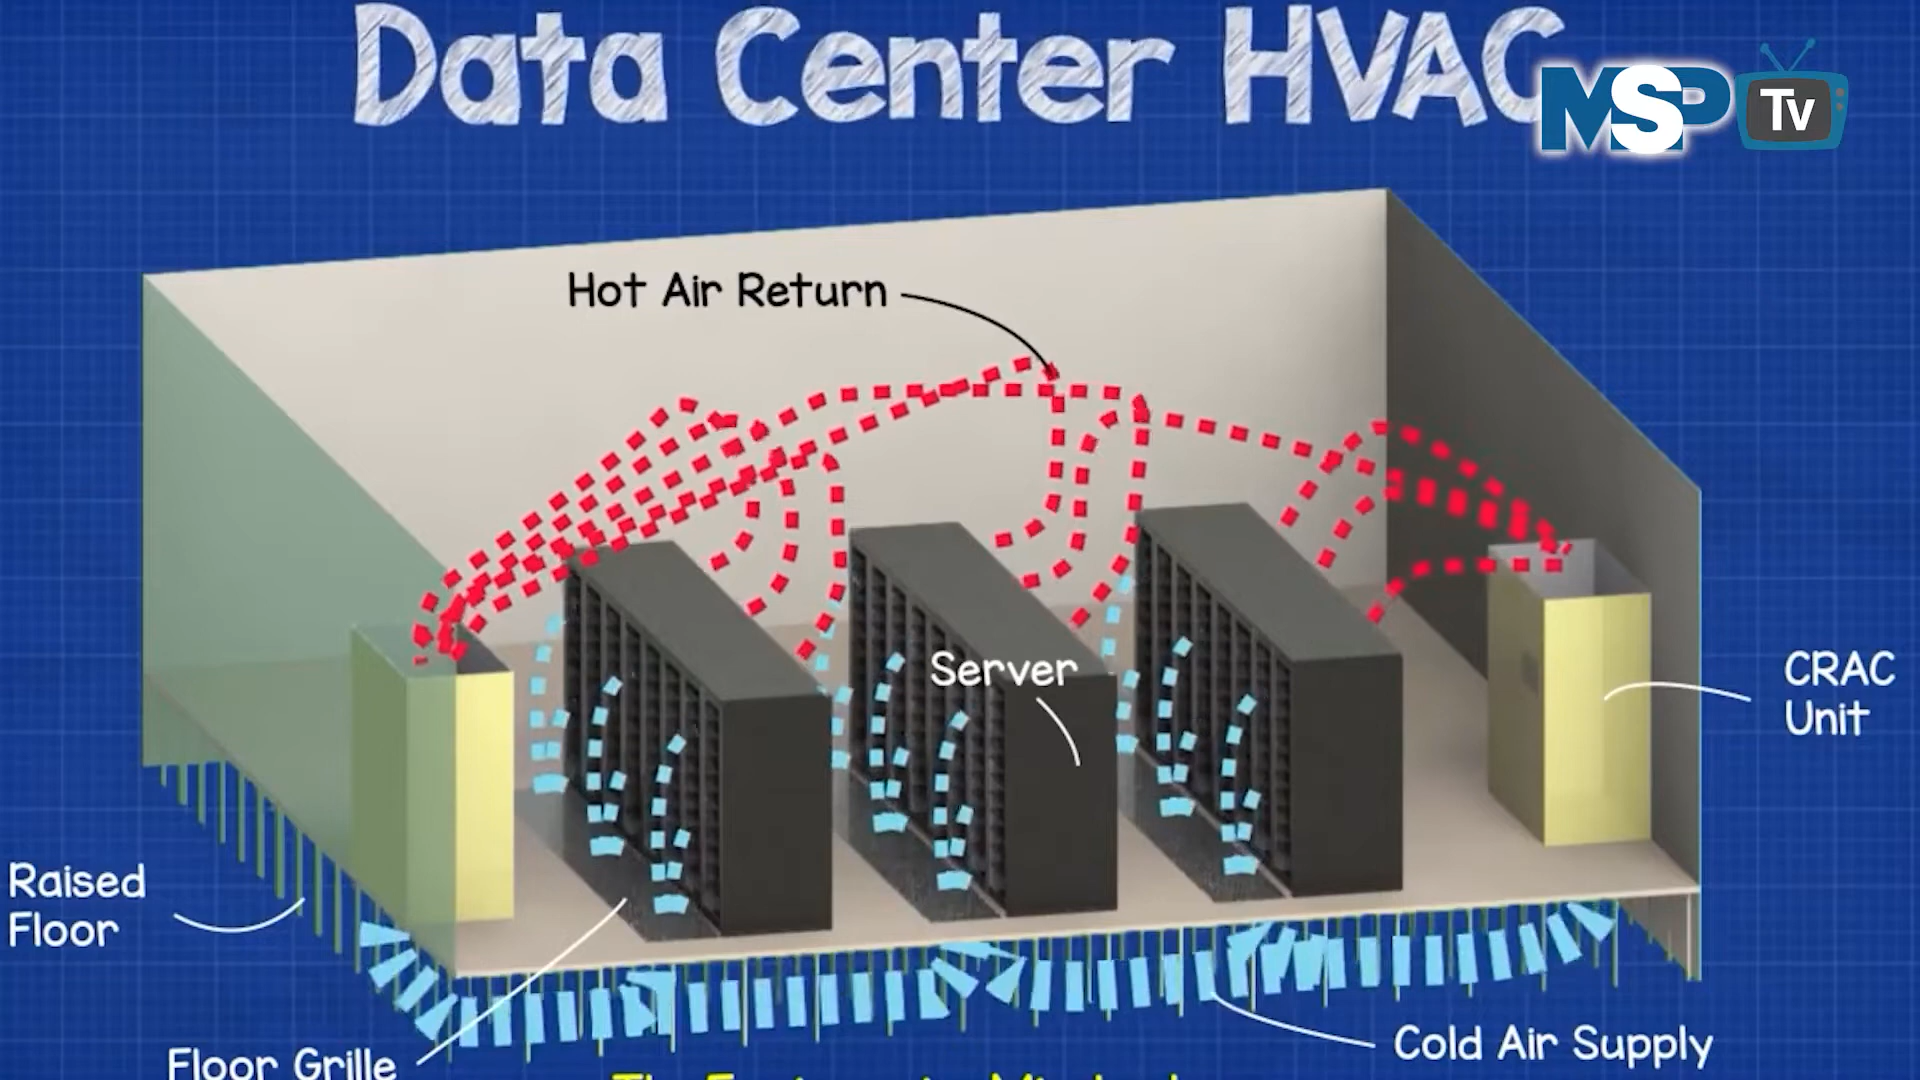 Data Center HVAC
MSP Tv
Hot Air Return
Server
CRAC
Unit
Raised
Floor
Floor Grille
Cold Air Supply